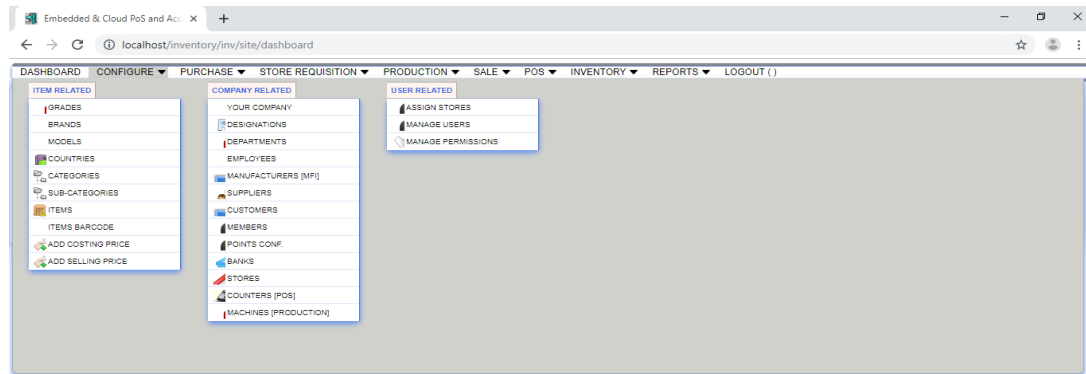 Embedded & Cloud PoS and Acc
localhost/inventory/inv/site/dashboard
DASHBOARD CONFIGURE PURCHASE STORE REQUISITION PRODUCTION SALE POS INVENTORY REPORTS LOGOUT ( )
ITEM RELATED
GRADES
BRANDS
MODELS
COUNTRIES
CATEGORIES
SUB-CATEGORIES
ITEMS
ITEMS BARCODE
ADD COSTING PRICE
ADD SELLING PRICE
COMPANY RELATED
YOUR COMPANY
DESIGNATIONS
DEPARTMENTS
EMPLOYEES
MANUFACTURERS [MFI]
SUPPLIERS
CUSTOMERS
MEMBERS
POINTS CONF.
BANKS
STORES
COUNTERS [POS]
MACHINES [PRODUCTION]
USER RELATED
ASSIGN STORES
MANAGE USERS
MANAGE PERMISSIONS